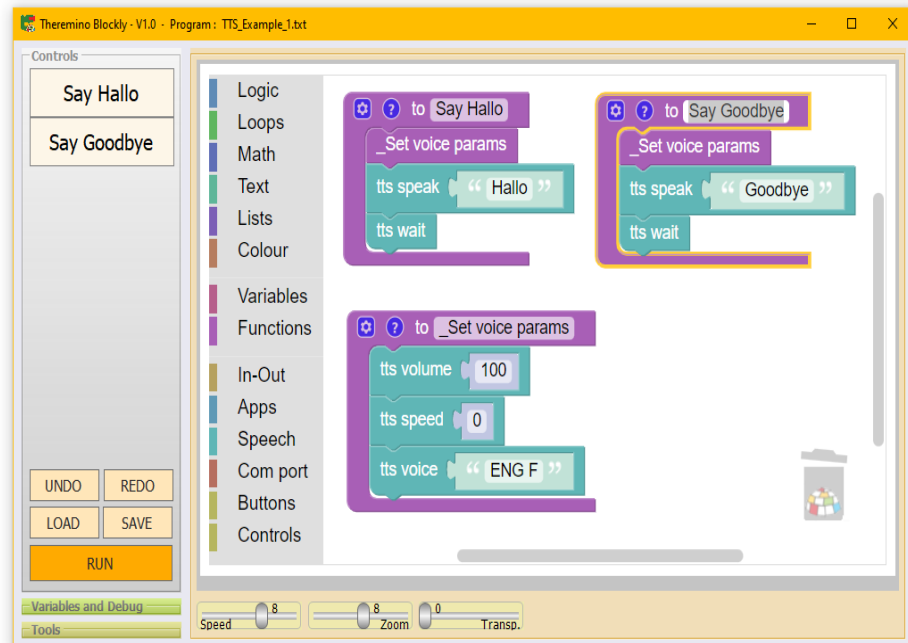 Theremino Blockly - V1.0 - Program : TTS_Example_1.txt
Controls
Say Hallo
Say Goodbye
UNDO
REDO
LOAD
SAVE
RUN
Variables and Debug
Tools
Logic
Loops
Math
Text
Lists
Colour
Variables
Functions
In-Out
Apps
Speech
Com port
Buttons
Controls
? to Say Hallo
_Set voice params
tts speak “ Hallo ”
tts wait
? to Say Goodbye
_Set voice params
tts speak “ Goodbye ”
tts wait
? to _Set voice params
tts volume 100
tts speed 0
tts voice “ ENG F ”
Speed 8
8 Zoom
0 Transp.